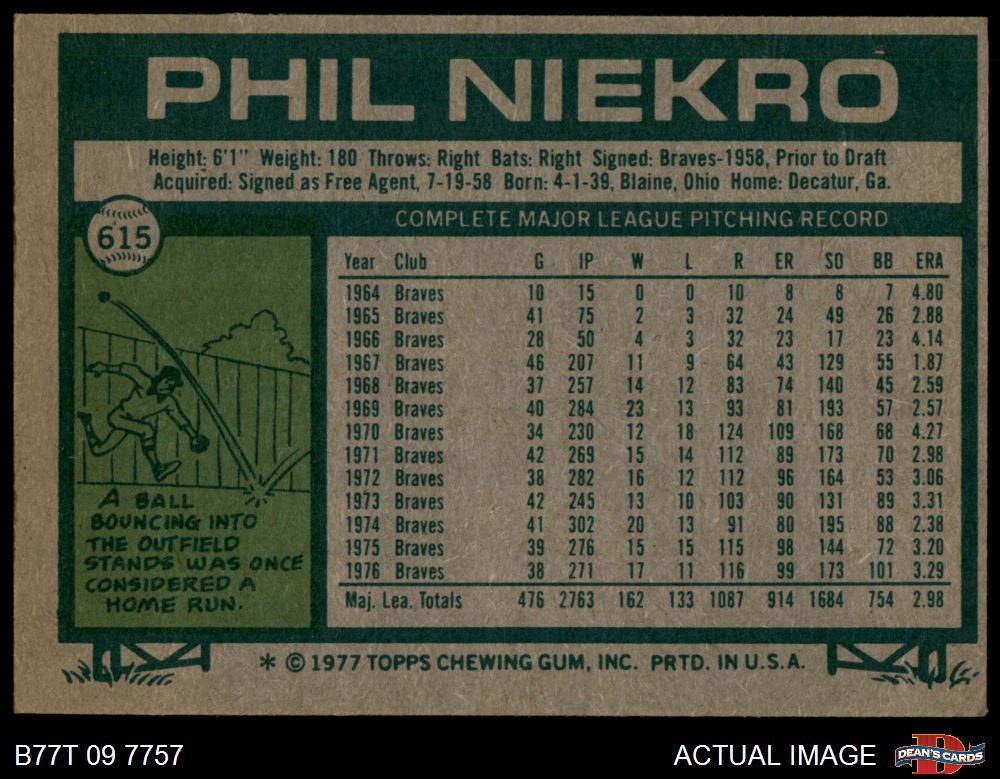 PHIL NIEKRO
Height: 6'1" Weight: 180 Throws: Right Bats: Right Signed: Braves-1958, Prior to Draft
Acquired: Signed as Free Agent, 7-19-58 Born: 4-1-39, Blaine, Ohio Home: Decatur, Ga.
615
COMPLETE MAJOR LEAGUE PITCHING RECORD
Year Club G IP W L R ER SO BB ERA
1964 Braves 10 15 0 0 10 8 8 7 4.80
1965 Braves 41 75 2 3 32 24 49 26 2.88
1966 Braves 28 50 4 3 32 23 17 23 4.14
1967 Braves 46 207 11 9 64 43 129 55 1.87
1968 Braves 37 257 14 12 83 74 140 45 2.59
1969 Braves 40 284 23 13 93 81 193 57 2.57
1970 Braves 34 230 12 18 124 109 168 68 4.27
1971 Braves 42 269 15 14 112 89 173 70 2.98
1972 Braves 38 282 16 12 112 96 164 53 3.06
1973 Braves 42 245 13 10 103 90 131 89 3.31
1974 Braves 41 302 20 13 91 80 195 88 2.38
1975 Braves 39 276 15 15 115 98 144 72 3.20
1976 Braves 38 271 17 11 116 99 173 101 3.29
Maj. Lea. Totals 476 2763 162 133 1087 914 1684 754 2.98
A BALL
BOUNCING INTO
THE OUTFIELD
STANDS WAS ONCE
CONSIDERED A
HOME RUN.
* © 1977 TOPPS CHEWING GUM, INC. PRTD. IN U.S.A.
B77T 09 7757
ACTUAL IMAGE
DEAN'S CARDS